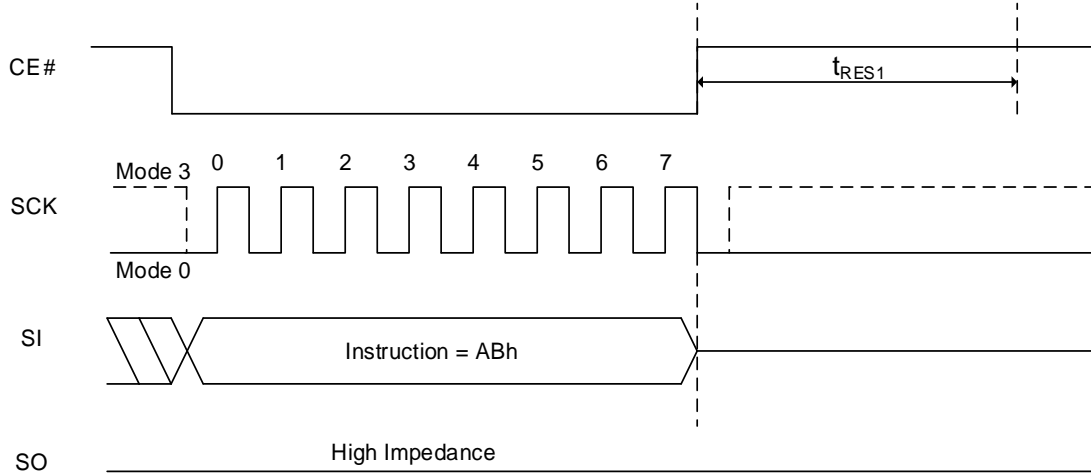 CE#
tRES1
Mode 3
0 1 2 3 4 5 6 7
SCK
Mode 0
SI
Instruction = ABh
High Impedance
SO